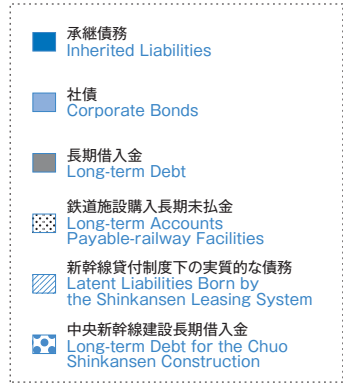 承継債務
Inherited Liabilities
社債
Corporate Bonds
長期借入金
Long-term Debt
鉄道施設購入長期未払金
Long-term Accounts
Payable-railway Facilities
新幹線貸付制度下の実質的な債務
Latent Liabilities Born by
the Shinkansen Leasing System
中央新幹線建設長期借入金
Long-term Debt for the Chuo
Shinkansen Construction